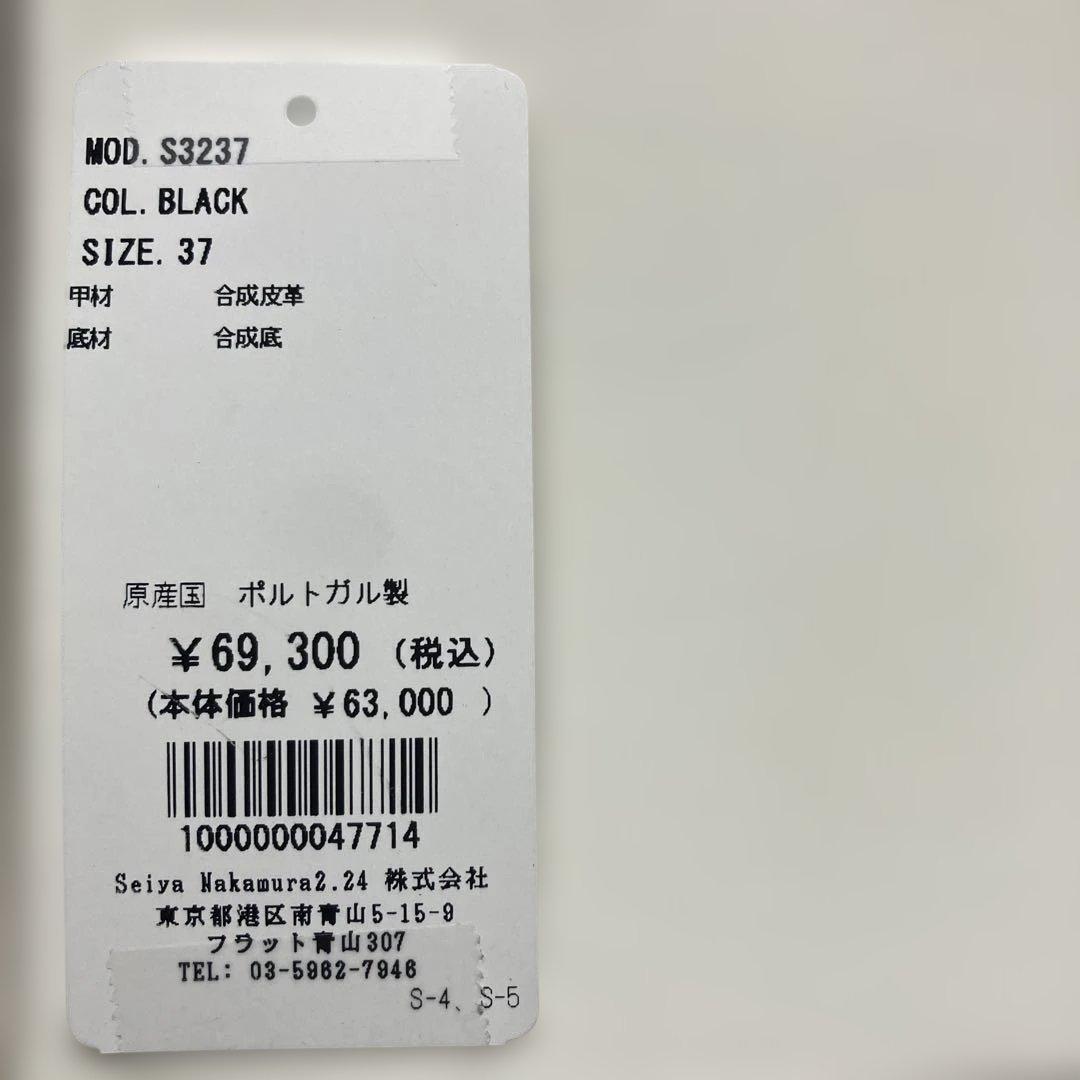 MOD. S3237
COL. BLACK
SIZE. 37
甲材 合成皮革
底材 合成底
原産国 ポルトガル製
¥69,300 (税込)
(本体価格 ¥63,000 )
1000000047714
Seiya Nakamura2.24 株式会社
東京都港区南青山5-15-9
フラット青山307
TEL: 03-5962-7946
S-4、S-5